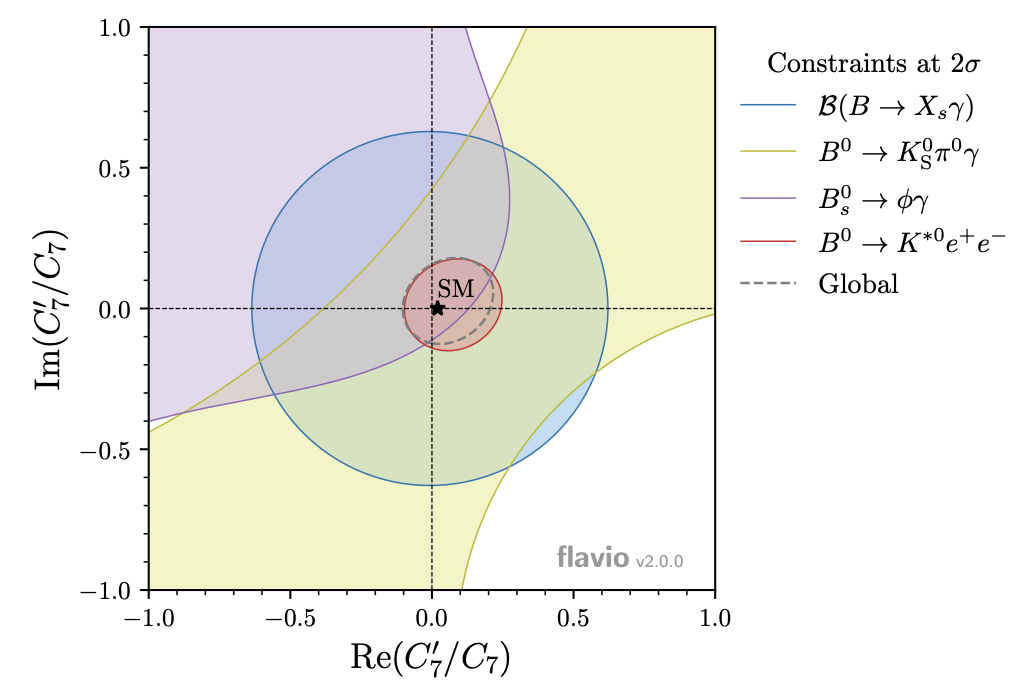 1.0
0.5
0.0
−0.5
−1.0
Im(C′₇/C₇)
SM
flavio v2.0.0
−1.0 −0.5 0.0 0.5 1.0
Re(C′₇/C₇)
Constraints at 2σ
ℬ(B → Xₛγ)
B⁰ → K⁰_S π⁰γ
B⁰ₛ → ϕγ
B⁰ → K*⁰e⁺e⁻
Global